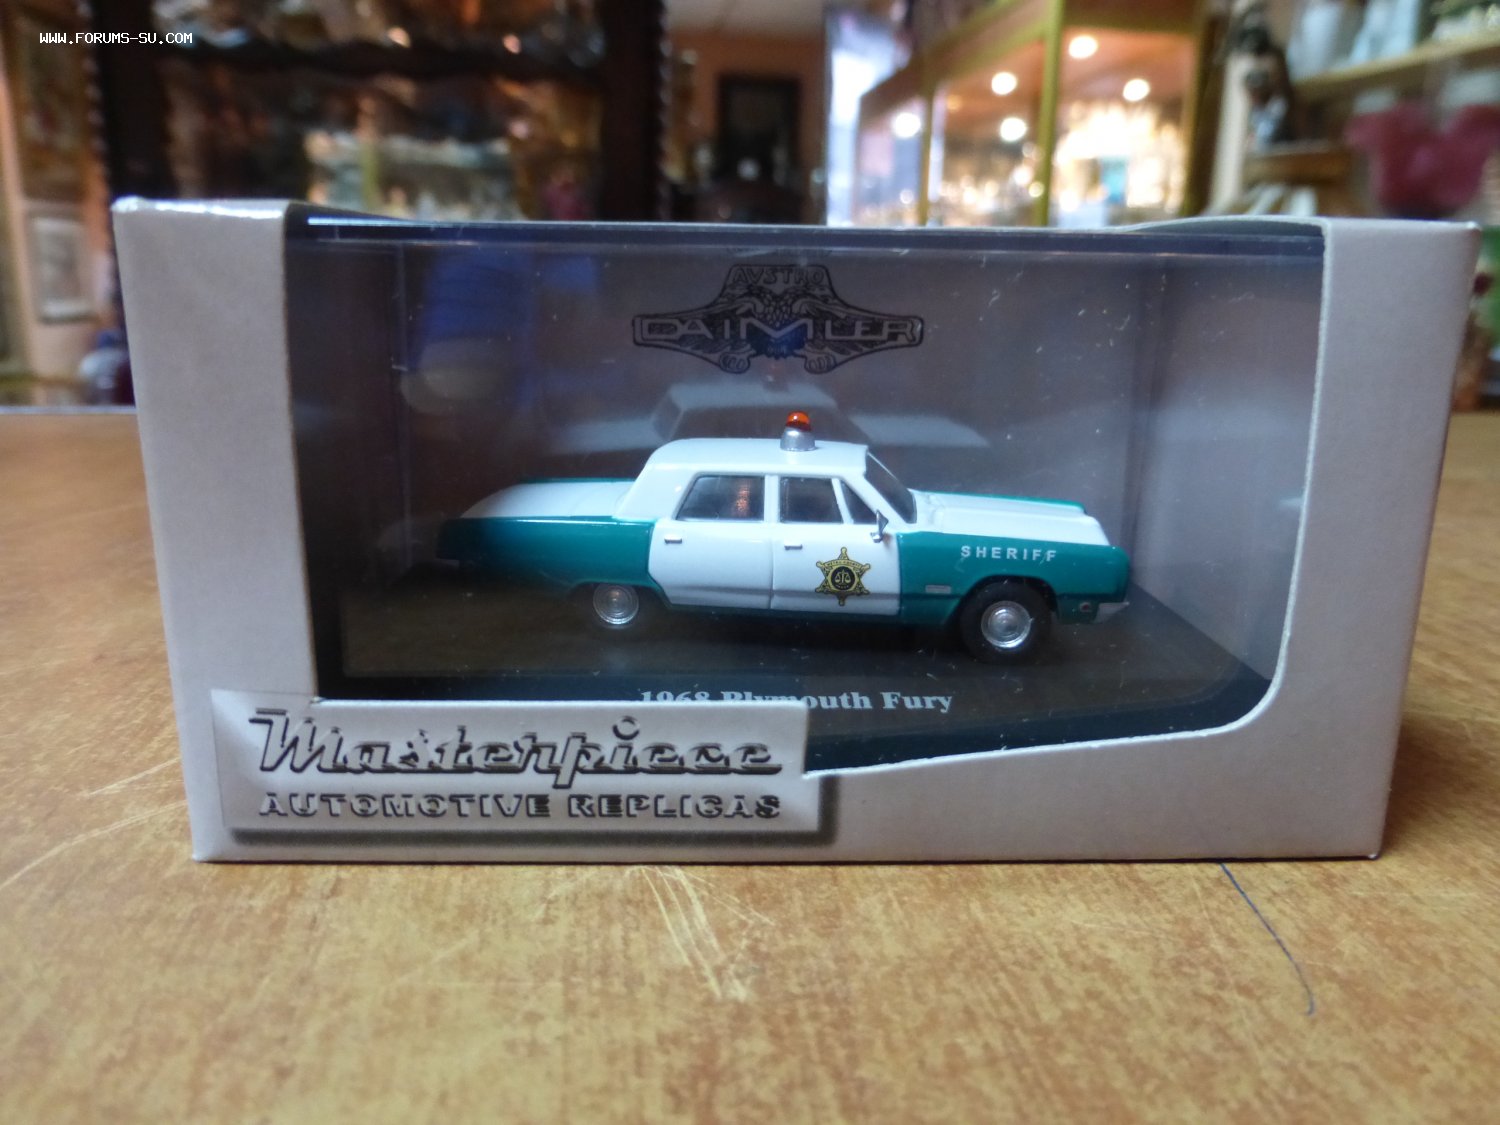 WWW.FORUMS-SU.COM
AVSTRO
DAIMLER
SHERIFF
1968 Plymouth Fury
Masterpiece
AUTOMOTIVE REPLICAS